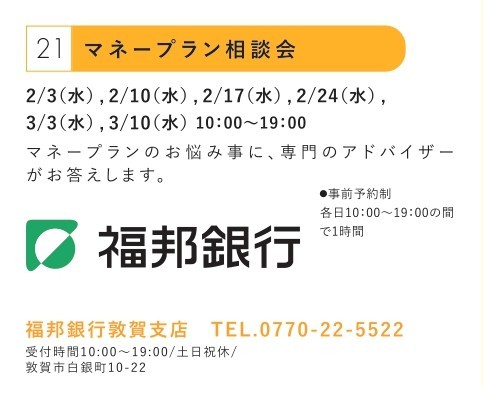 21 マネープラン相談会
2/3(水) , 2/10(水) , 2/17(水) , 2/24(水) ,
3/3(水) , 3/10(水) 10:00～19:00
マネープランのお悩み事に、専門のアドバイザー
がお答えします。
●事前予約制
各日10:00～19:00の間
で1時間
福邦銀行
福邦銀行敦賀支店 TEL.0770-22-5522
受付時間10:00～19:00/土日祝休/
敦賀市白銀町10-22